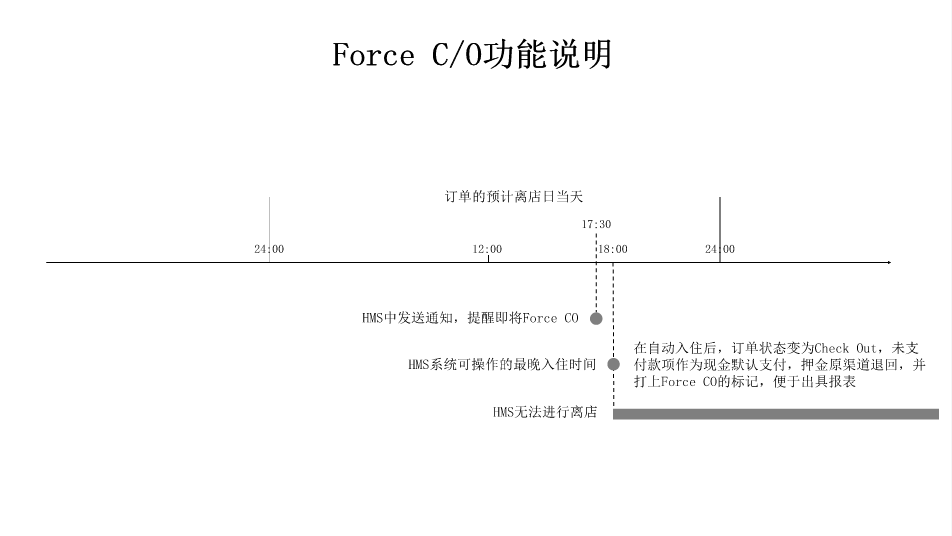 Force C/O功能说明
订单的预计离店日当天
17:30
24:00
12:00
18:00
24:00
HMS中发送通知，提醒即将Force CO
HMS系统可操作的最晚入住时间
在自动入住后，订单状态变为Check Out，未支
付款项作为现金默认支付，押金原渠道退回，并
打上Force CO的标记，便于出具报表
HMS无法进行离店